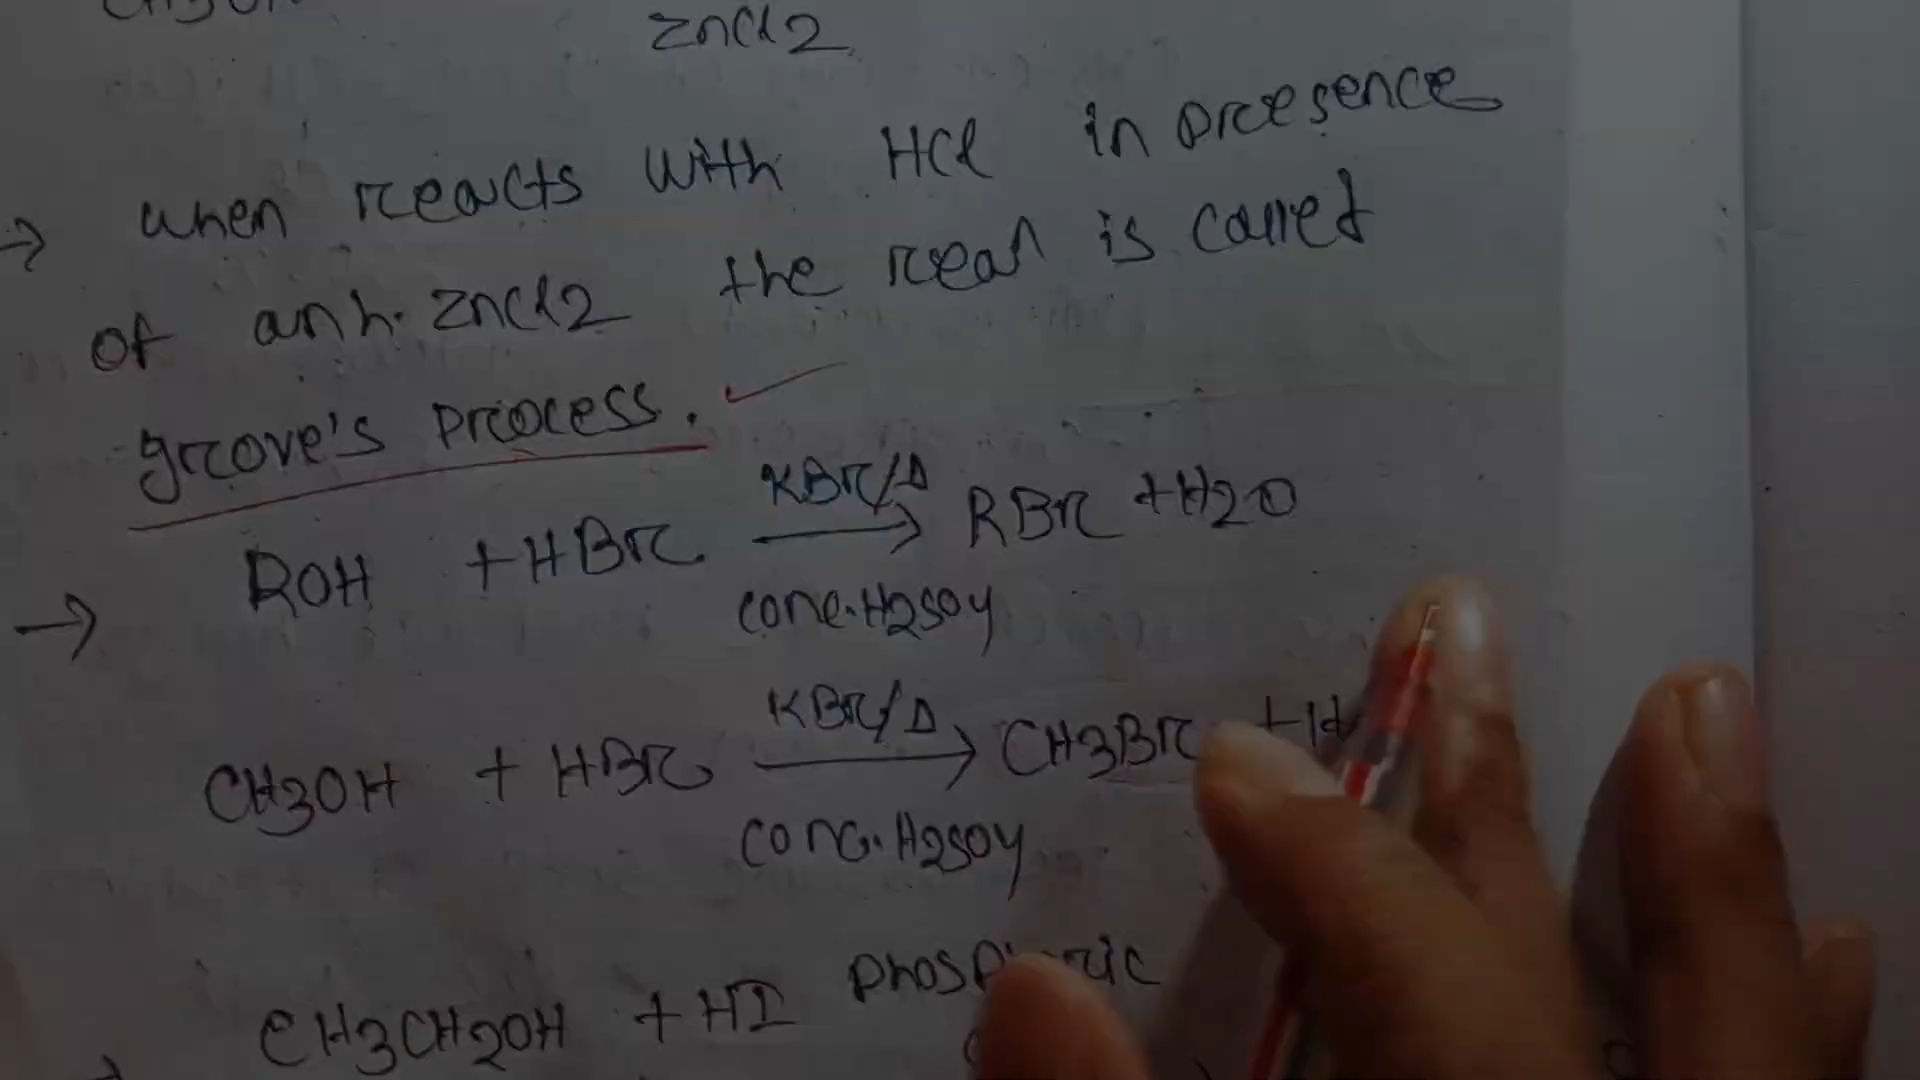 ZnCl2
→ when reacts with HCl in presence
of anh. ZnCl2 the rean is called
grove's process.
KBr/Δ
→ ROH + HBr ⟶ RBr + H2O
conc. H2SO4
KBr/Δ
CH3OH + HBr ⟶ CH3Br + H
conc. H2SO4
CH3CH2OH + HI